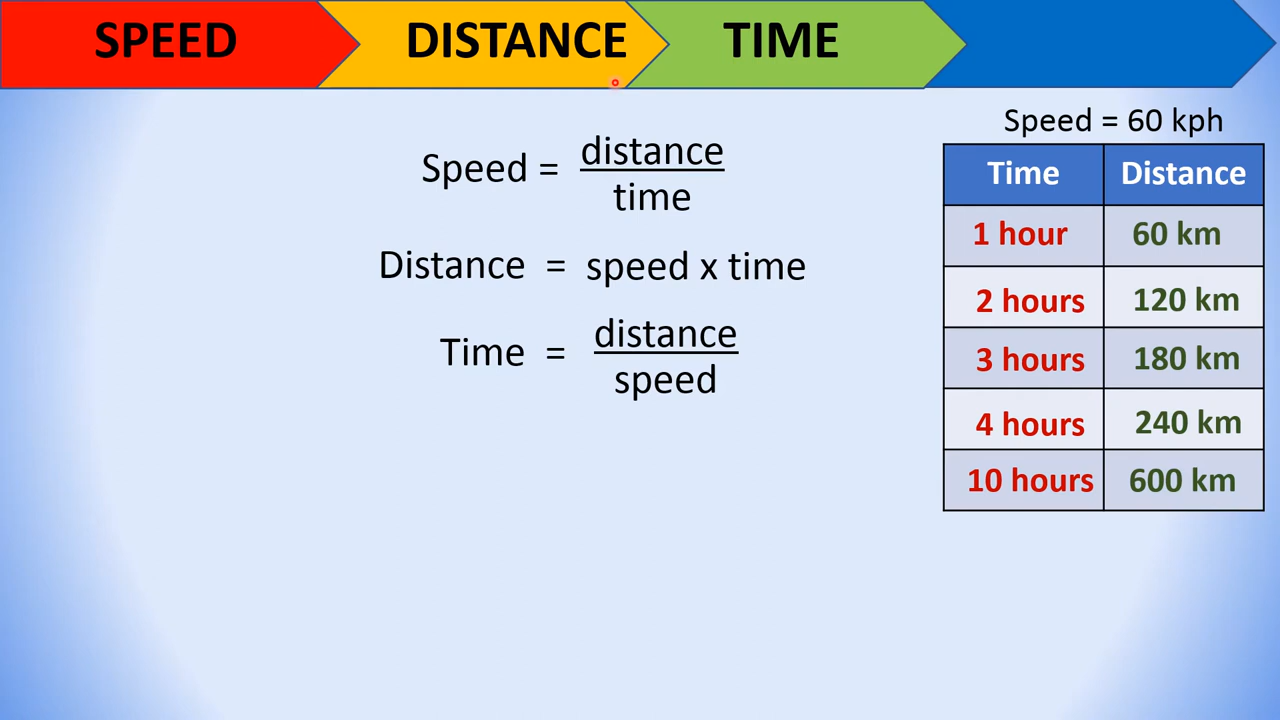 SPEED DISTANCE TIME
Speed = distance
time
Distance = speed x time
Time = distance
speed
Speed = 60 kph
Time Distance
1 hour 60 km
2 hours 120 km
3 hours 180 km
4 hours 240 km
10 hours 600 km